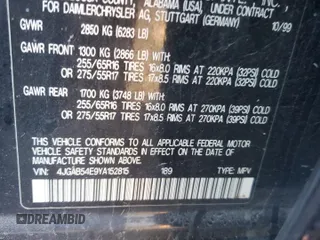 COUNTY, ALABAMA (USA), UNDER CONTRACT
FOR DAIMLERCHRYSLER AG, STUTTGART (GERMANY) 10/99
GVWR 2850 KG (6283 LB)
GAWR FRONT 1300 KG (2866 LB) WITH
255/65R16 ON 16x8.0 RIMS AT 220KPA (32PSI) COLD
OR 275/55R17 TIRES 17x8.5 RIMS AT 220KPA (32PSI) COLD
GAWR REAR 1700 KG (3748 LB) WITH
255/65R16 ON 16x8.0 RIMS AT 270KPA (39PSI) COLD
OR 275/55R17 TIRES 17x8.5 RIMS AT 270KPA (39PSI) COLD
THIS VEHICLE CONFORMS TO ALL APPLICABLE FEDERAL MOTOR
VEHICLE SAFETY STANDARDS IN EFFECT ON THE DATE OF
MANUFACTURE SHOWN ABOVE.
VIN: 4JGAB54E9YA152815 189 TYPE: MPV
DREAMBID